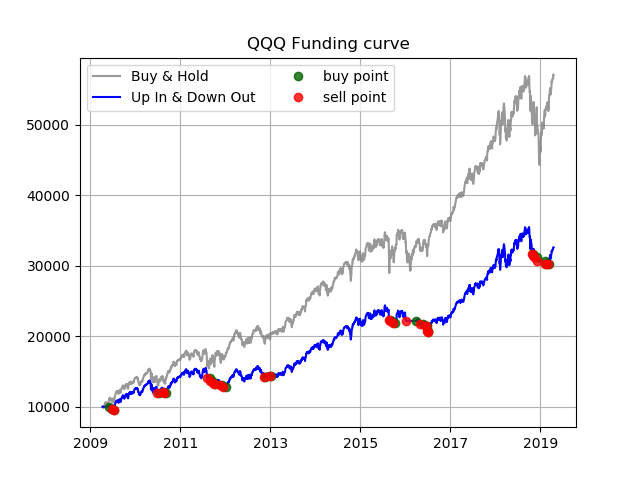 QQQ Funding curve
Buy & Hold
Up In & Down Out
buy point
sell point
50000
40000
30000
20000
10000
2009 2011 2013 2015 2017 2019